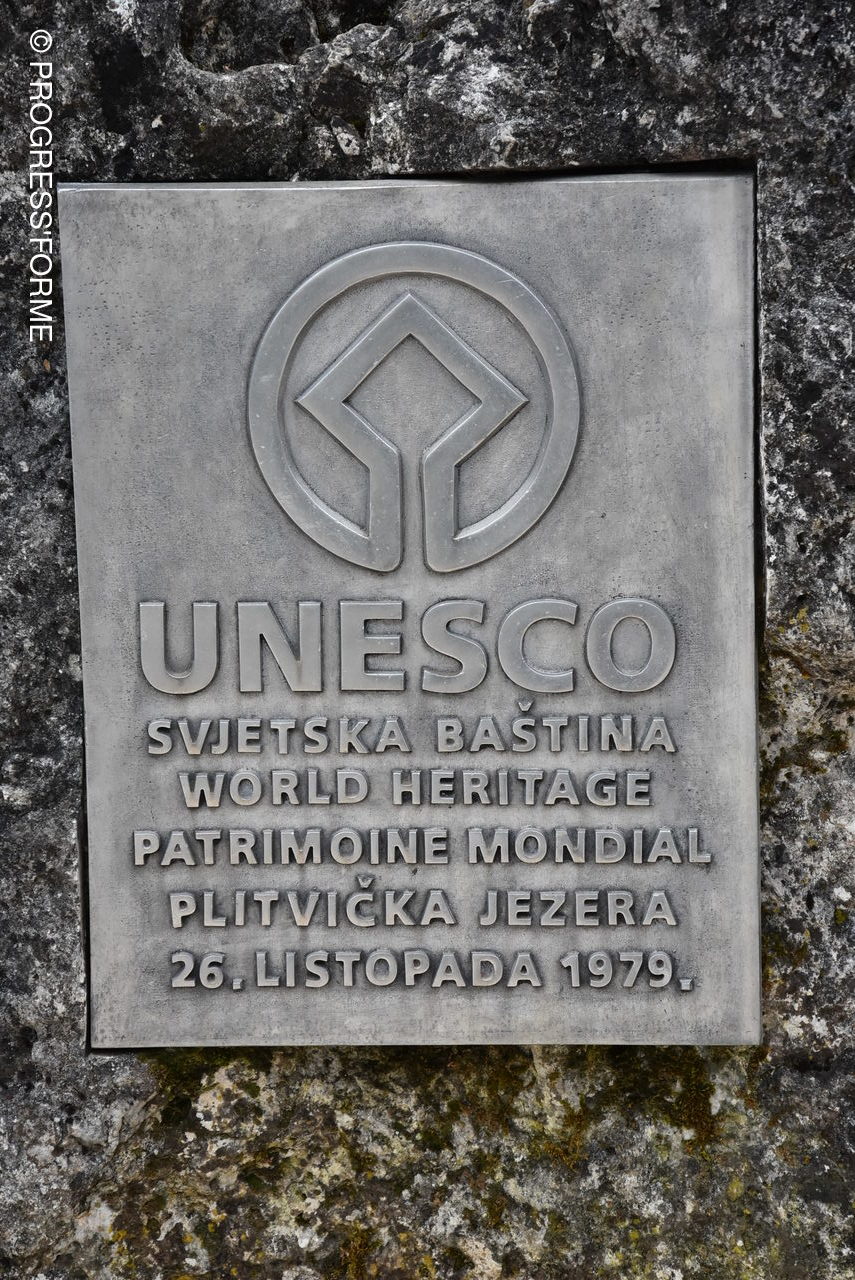 © PROGRESS'FORME
UNESCO
SVJETSKA BAŠTINA
WORLD HERITAGE
PATRIMOINE MONDIAL
PLITVIČKA JEZERA
26. LISTOPADA 1979.